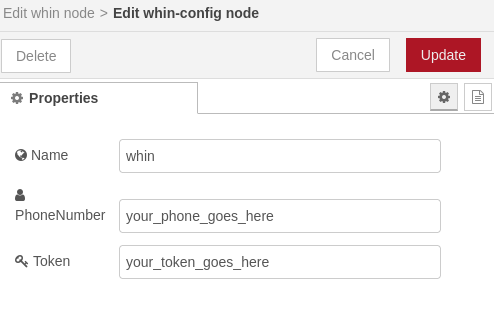 Edit whin node > Edit whin-config node
Delete
Cancel
Update
Properties
Name
whin
PhoneNumber
your_phone_goes_here
Token
your_token_goes_here